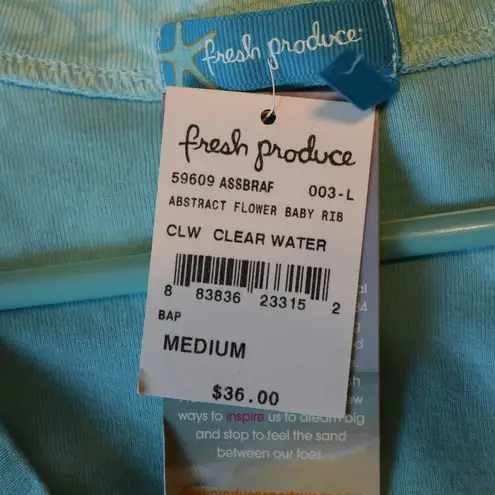 fresh produce
fresh produce
59609 ASSBRAF 003-L
ABSTRACT FLOWER BABY RIB
CLW CLEAR WATER
8 83836 23315 2
BAP
MEDIUM
$36.00
ways to inspire us to dream big
and stop to feel the sand
between our toes.